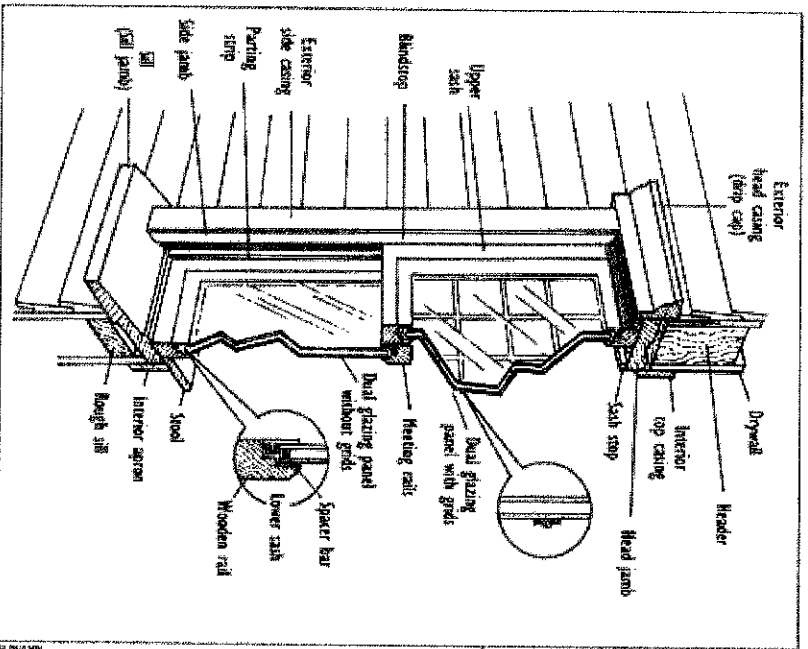 Exterior
head casing
(drip cap)
Upper
sash
Blindstop
Exterior
side casing
Parting
strip
Side jamb
Sill
(Sill jamb)
Drywall
Header
Head jamb
Interior
top casing
Sash stop
Dual glazing
panel with grids
Meeting rails
Dual glazing panel
without grids
Spacer bar
Lower sash
Wooden rail
Stool
Interior apron
Rough sill